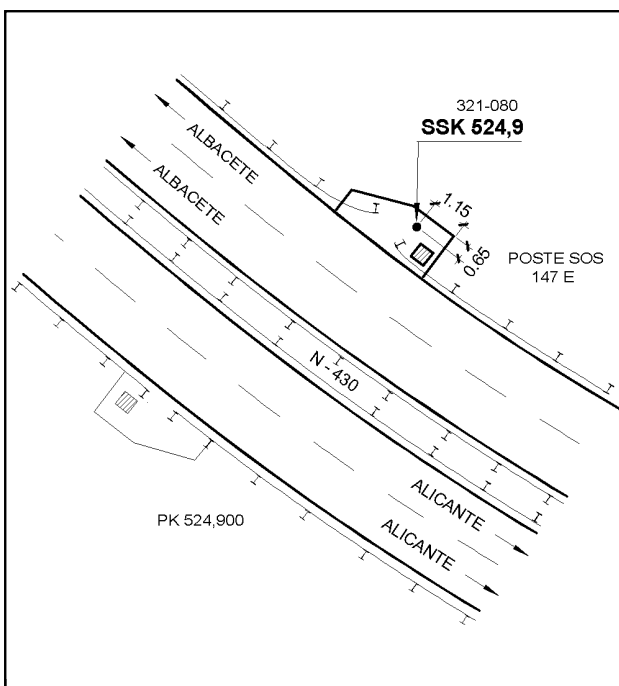 321-080
SSK 524,9
ALBACETE
ALBACETE
1.15
0.65
POSTE SOS
147 E
N - 430
ALICANTE
ALICANTE
PK 524,900